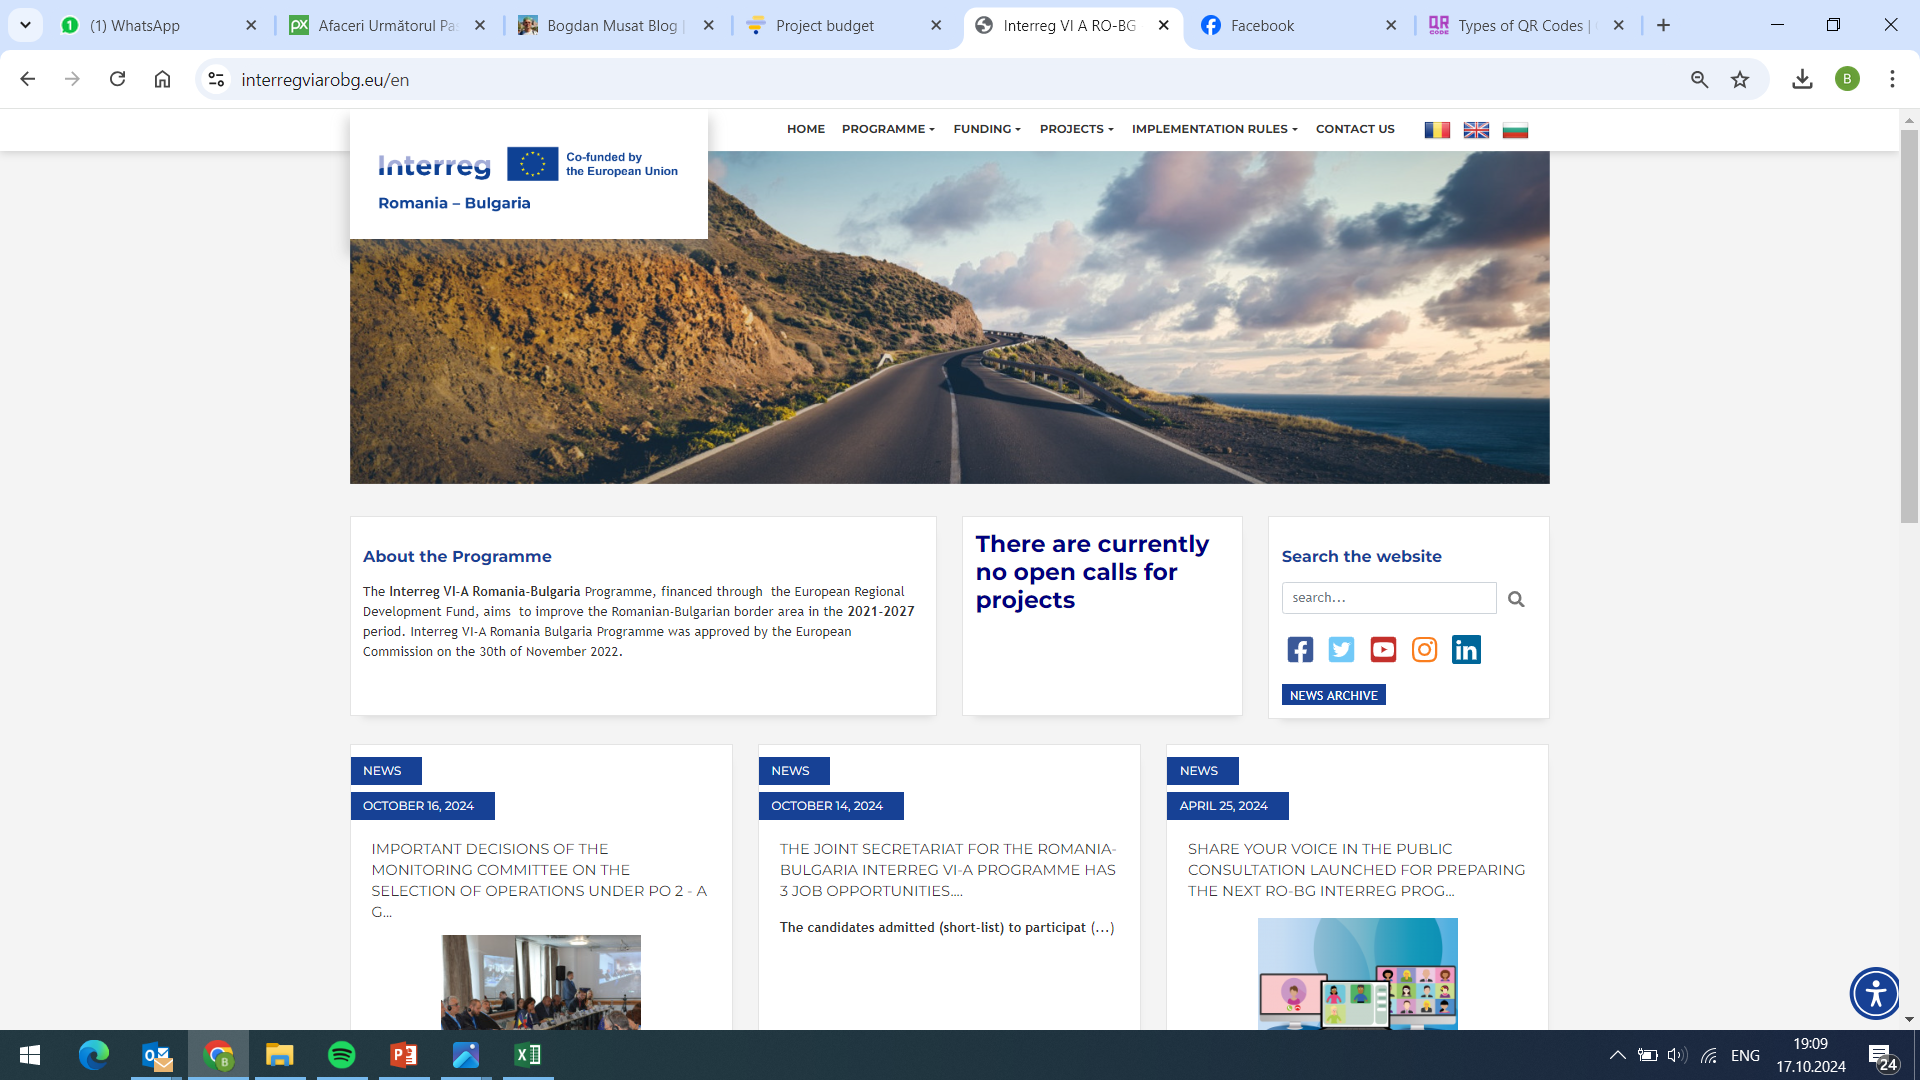 (1) WhatsApp
Afaceri Următorul Pa
Bogdan Musat Blog |
Project budget
Interreg VI A RO-BG
Facebook
Types of QR Codes |
interregviarobg.eu/en
B
HOME
PROGRAMME
FUNDING
PROJECTS
IMPLEMENTATION RULES
CONTACT US
Interreg
Co-funded by
the European Union
Romania – Bulgaria
About the Programme
The Interreg VI-A Romania-Bulgaria Programme, financed through the European Regional
Development Fund, aims to improve the Romanian-Bulgarian border area in the 2021-2027
period. Interreg VI-A Romania Bulgaria Programme was approved by the European
Commission on the 30th of November 2022.
There are currently
no open calls for
projects
Search the website
search...
NEWS ARCHIVE
NEWS
OCTOBER 16, 2024
IMPORTANT DECISIONS OF THE
MONITORING COMMITTEE ON THE
SELECTION OF OPERATIONS UNDER PO 2 - A
G...
NEWS
OCTOBER 14, 2024
THE JOINT SECRETARIAT FOR THE ROMANIA-
BULGARIA INTERREG VI-A PROGRAMME HAS
3 JOB OPPORTUNITIES....
The candidates admitted (short-list) to participat (...)
NEWS
APRIL 25, 2024
SHARE YOUR VOICE IN THE PUBLIC
CONSULTATION LAUNCHED FOR PREPARING
THE NEXT RO-BG INTERREG PROG...
ENG
19:09
17.10.2024
24